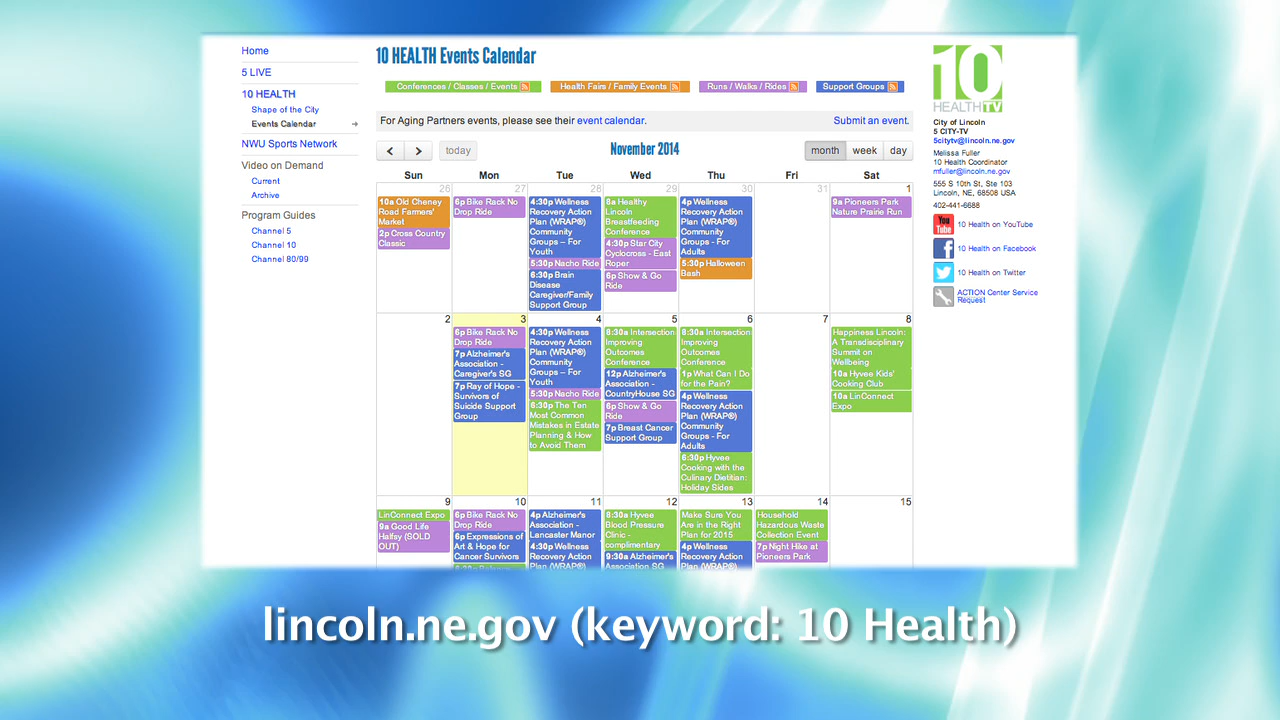 Home
5 LIVE
10 HEALTH
Shape of the City
Events Calendar
NWU Sports Network
Video on Demand
Current
Archive
Program Guides
Channel 5
Channel 10
Channel 80/99
10 HEALTH Events Calendar
Conferences / Classes / Events
Health Fairs / Family Events
Runs / Walks / Rides
Support Groups
For Aging Partners events, please see their event calendar.
Submit an event.
today
November 2014
month week day
Sun Mon Tue Wed Thu Fri Sat
26
10a Old Cheney
Road Farmers'
Market
2p Cross Country
Classic
27
6p Bike Rack No
Drop Ride
28
4:30p Wellness
Recovery Action
Plan (WRAP®)
Community
Groups – For
Youth
5:30p Nacho Ride
6:30p Brain
Disease
Caregiver/Family
Support Group
29
8a Healthy
Lincoln
Breastfeeding
Conference
4:30p Star City
Cyclocross - East
Roper
6p Show & Go
Ride
30
4p Wellness
Recovery Action
Plan (WRAP®)
Community
Groups - For
Adults
5:30p Halloween
Bash
31
1
9a Pioneers Park
Nature Prairie Run
2
3
6p Bike Rack No
Drop Ride
7p Alzheimer's
Association -
Caregiver's SG
7p Ray of Hope -
Survivors of
Suicide Support
Group
4
4:30p Wellness
Recovery Action
Plan (WRAP®)
Community
Groups – For
Youth
5:30p Nacho Ride
6:30p The Ten
Most Common
Mistakes in Estate
Planning & How
to Avoid Them
5
8:30a Intersection
Improving
Outcomes
Conference
12p Alzheimer's
Association -
CountryHouse SG
6p Show & Go
Ride
7p Breast Cancer
Support Group
6
8:30a Intersection
Improving
Outcomes
Conference
1p What Can I Do
for the Pain?
4p Wellness
Recovery Action
Plan (WRAP®)
Community
Groups - For
Adults
6:30p Hyvee
Cooking with the
Culinary Dietitian:
Holiday Sides
7
8
Happiness Lincoln:
A Transdisciplinary
Summit on
Wellbeing
10a Hyvee Kids'
Cooking Club
10a LinConnect
Expo
9
LinConnect Expo
9a Good Life
Halfsy (SOLD
OUT)
10
6p Bike Rack No
Drop Ride
6p Expressions of
Art & Hope for
Cancer Survivors
11
4p Alzheimer's
Association -
Lancaster Manor
4:30p Wellness
Recovery Action
Plan (WRAP®)
12
8:30a Hyvee
Blood Pressure
Clinic -
complimentary
9:30a Alzheimer's
Association SG
13
Make Sure You
Are in the Right
Plan for 2015
4p Wellness
Recovery Action
Plan (WRAP®)
14
Household
Hazardous Waste
Collection Event
7p Night Hike at
Pioneers Park
15
10
HEALTH TV
City of Lincoln
5 CITY-TV
5citytv@lincoln.ne.gov
Melissa Fuller
10 Health Coordinator
mfuller@lincoln.ne.gov
555 S 10th St, Ste 103
Lincoln, NE, 68508 USA
402-441-6688
You
Tube
10 Health on YouTube
10 Health on Facebook
10 Health on Twitter
ACTION Center Service
Request
lincoln.ne.gov (keyword: 10 Health)